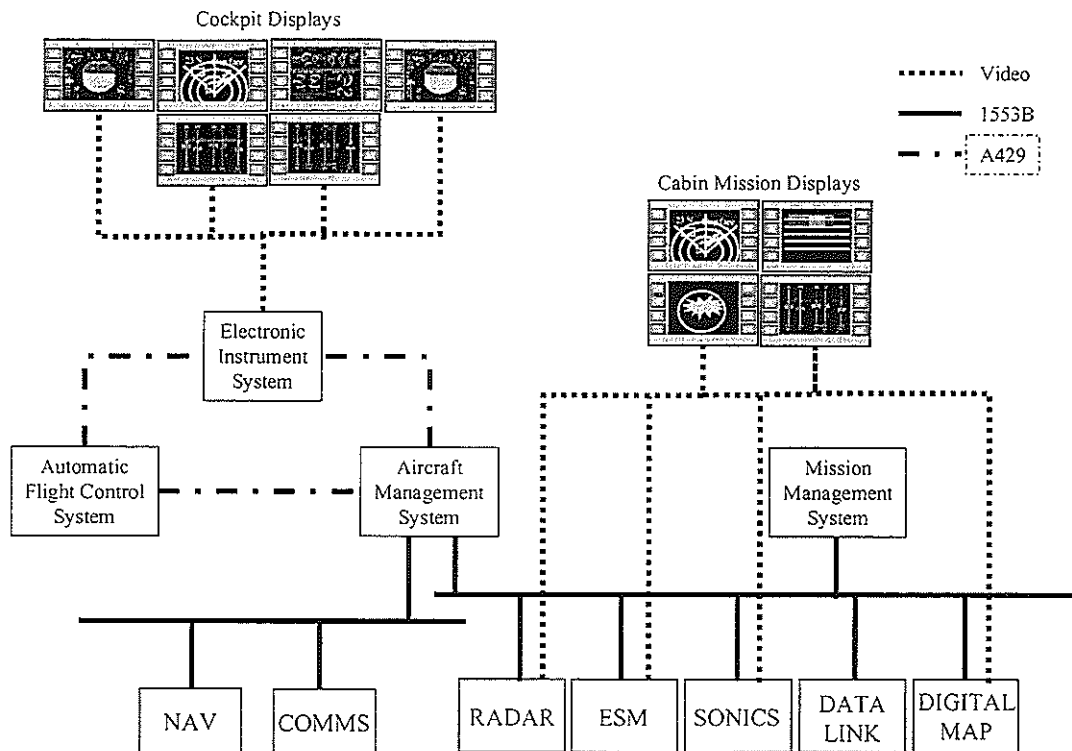 Cockpit Displays
Video
1553B
A429
Cabin Mission Displays
Electronic
Instrument
System
Automatic
Flight Control
System
Aircraft
Management
System
Mission
Management
System
NAV
COMMS
RADAR
ESM
SONICS
DATA
LINK
DIGITAL
MAP